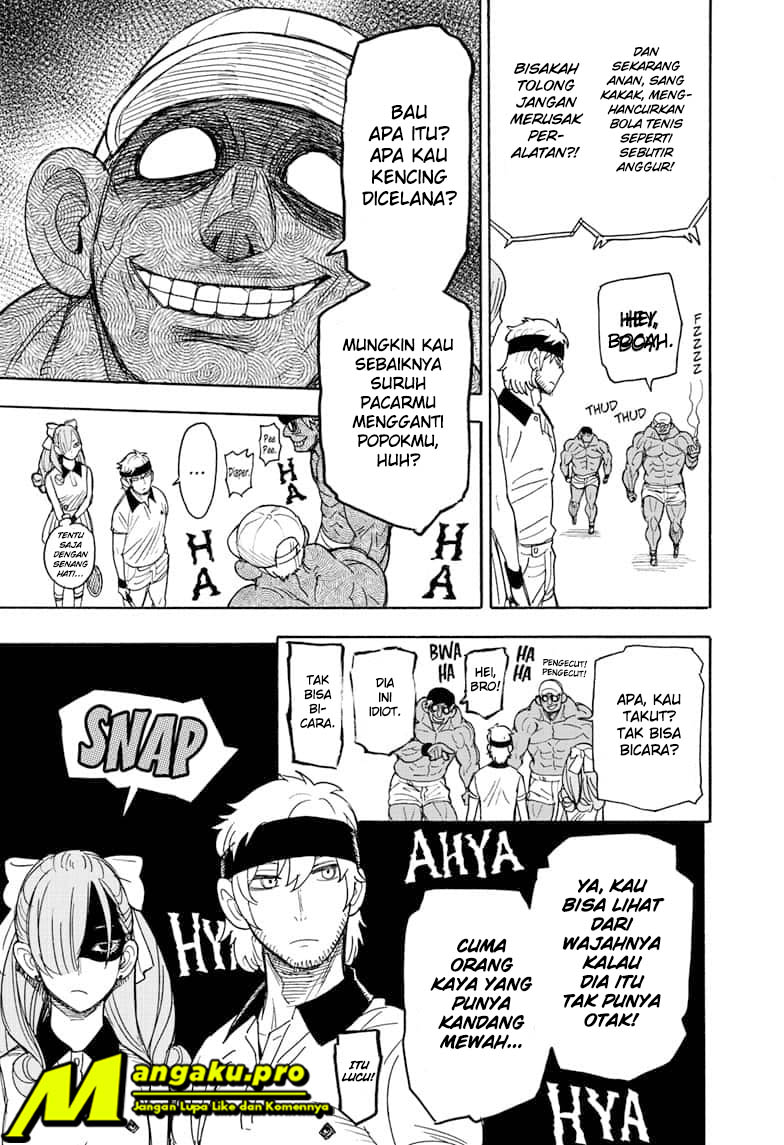 DAN
SEKARANG
ANAN, SANG
KAKAK, MENG-
HANCURKAN
BOLA TENIS
SEPERTI
SEBUTIR
ANGGUR!
BISAKAH
TOLONG
JANGAN
MERUSAK
PER-
ALATAN?!
HEY,
BOCAH.
FZZZZ
THUD
THUD
BAU
APA ITU?
APA KAU
KENCING
DICELANA?
MUNGKIN KAU
SEBAIKNYA
SURUH
PACARMU
MENGGANTI
POPOKMU,
HUH?
HA
HA
Pee
Pee.
Diaper.
HA
HA
...
HA
HA
TENTU
SAJA
DENGAN
SENANG
HATI...
APA, KAU
TAKUT?
TAK BISA
BICARA?
PENGECUT!
PENGECUT!
HA
HA
HEI,
BRO!
BWA
HA
DIA
INI
IDIOT.
TAK
BISA
BI-
CARA.
SNAP
AHYA
YA, KAU
BISA LIHAT
DARI
WAJAHNYA
KALAU
DIA ITU
TAK PUNYA
OTAK!
CUMA
ORANG
KAYA YANG
PUNYA
KANDANG
MEWAH...
HYA
ITU
LUCU!
HYA
Mangaku.pro
Jangan Lupa Like dan Komennya